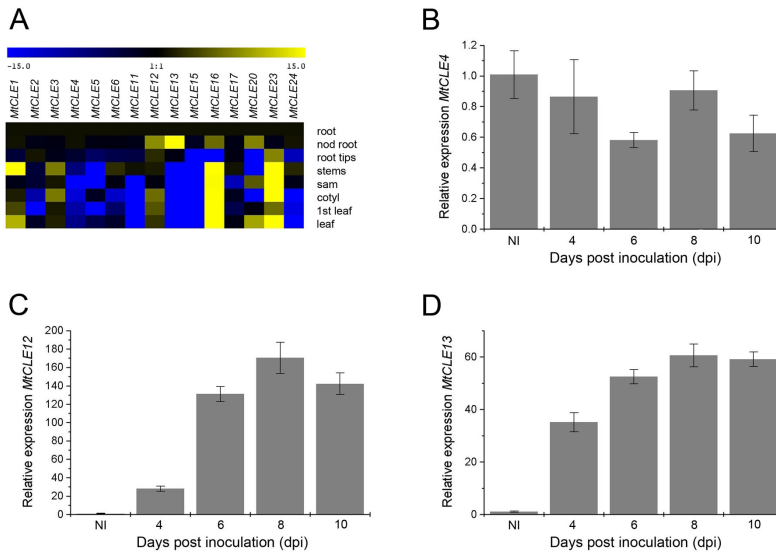 A
-15.0 1:1 15.0
MtCLE1 MtCLE2 MtCLE3 MtCLE4 MtCLE5 MtCLE6 MtCLE11 MtCLE12 MtCLE13 MtCLE15 MtCLE16 MtCLE17 MtCLE20 MtCLE23 MtCLE24
root
nod root
root tips
stems
sam
cotyl
1st leaf
leaf
B
Relative expression MtCLE4
1.2
1.0
0.8
0.6
0.4
0.2
0.0
NI 4 6 8 10
Days post inoculation (dpi)
C
Relative expression MtCLE12
200
180
160
140
120
100
80
60
40
20
0
NI 4 6 8 10
Days post inoculation (dpi)
D
Relative expression MtCLE13
60
40
20
0
NI 4 6 8 10
Days post inoculation (dpi)